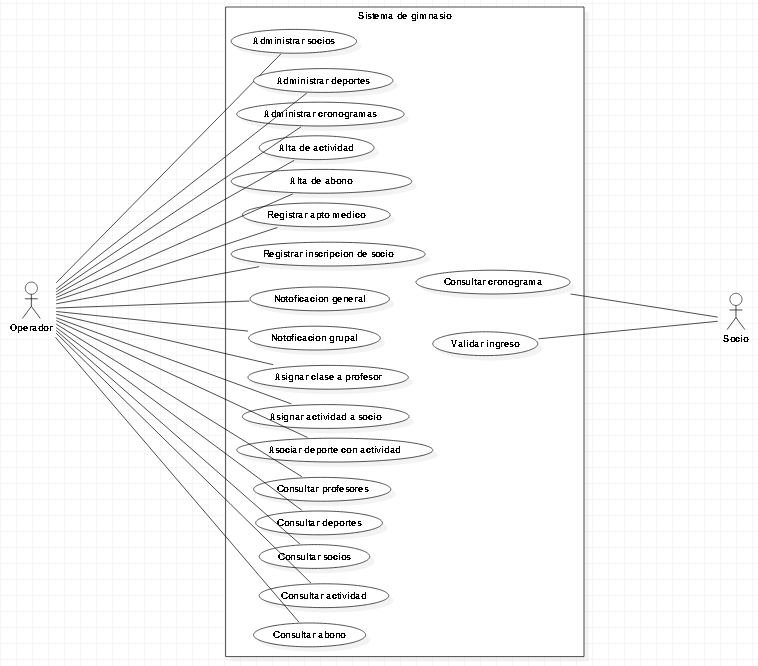 Sistema de gimnasio
Administrar socios
Administrar deportes
Administrar cronogramas
Alta de actividad
Alta de abono
Registrar apto medico
Registrar inscripcion de socio
Consultar cronograma
Notoficacion general
Operador
Notoficacion grupal
Validar ingreso
Socio
Asignar clase a profesor
Asignar actividad a socio
Asociar deporte con actividad
Consultar profesores
Consultar deportes
Consultar socios
Consultar actividad
Consultar abono